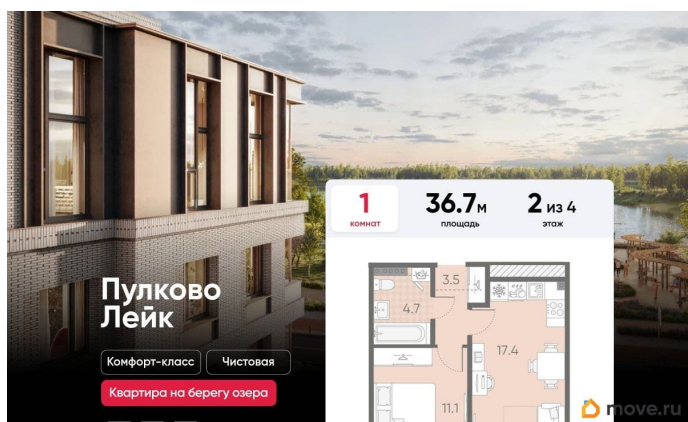 1
комнат
36.7м
площадь
2 из 4
этаж
Пулково
Лейк
Комфорт-класс
Чистовая
Квартира на берегу озера
3.5
4.7
17.4
11.1
move.ru